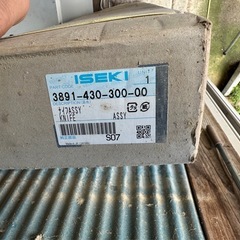 ISEKI
1
3891-430-300-00
ナイフASSY
KNIFE ASSY
S07